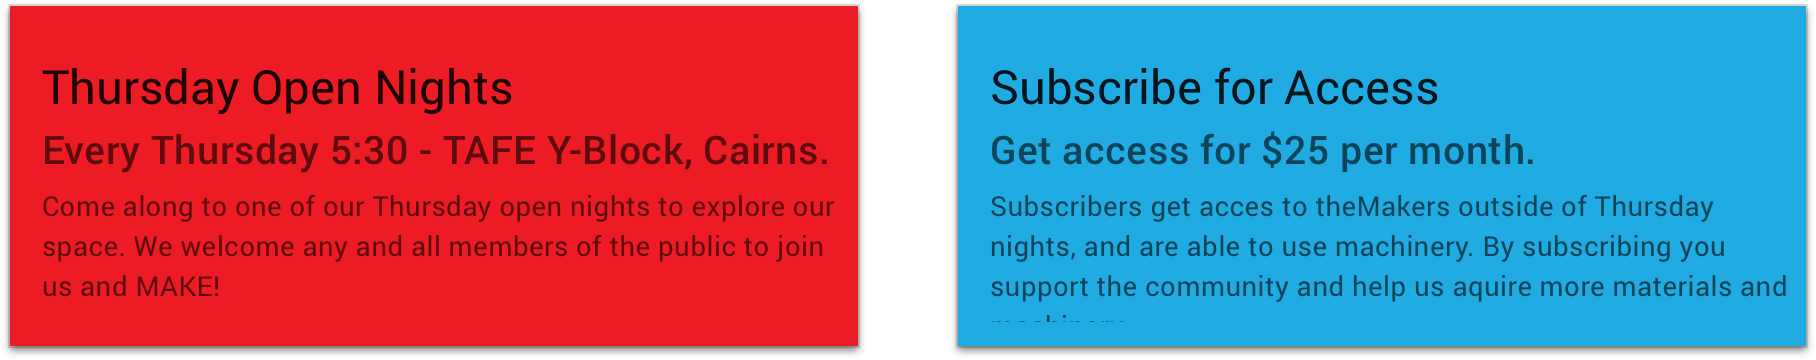 Thursday Open Nights
Every Thursday 5:30 - TAFE Y-Block, Cairns.
Come along to one of our Thursday open nights to explore our
space. We welcome any and all members of the public to join
us and MAKE!
Subscribe for Access
Get access for $25 per month.
Subscribers get acces to theMakers outside of Thursday
nights, and are able to use machinery. By subscribing you
support the community and help us aquire more materials and